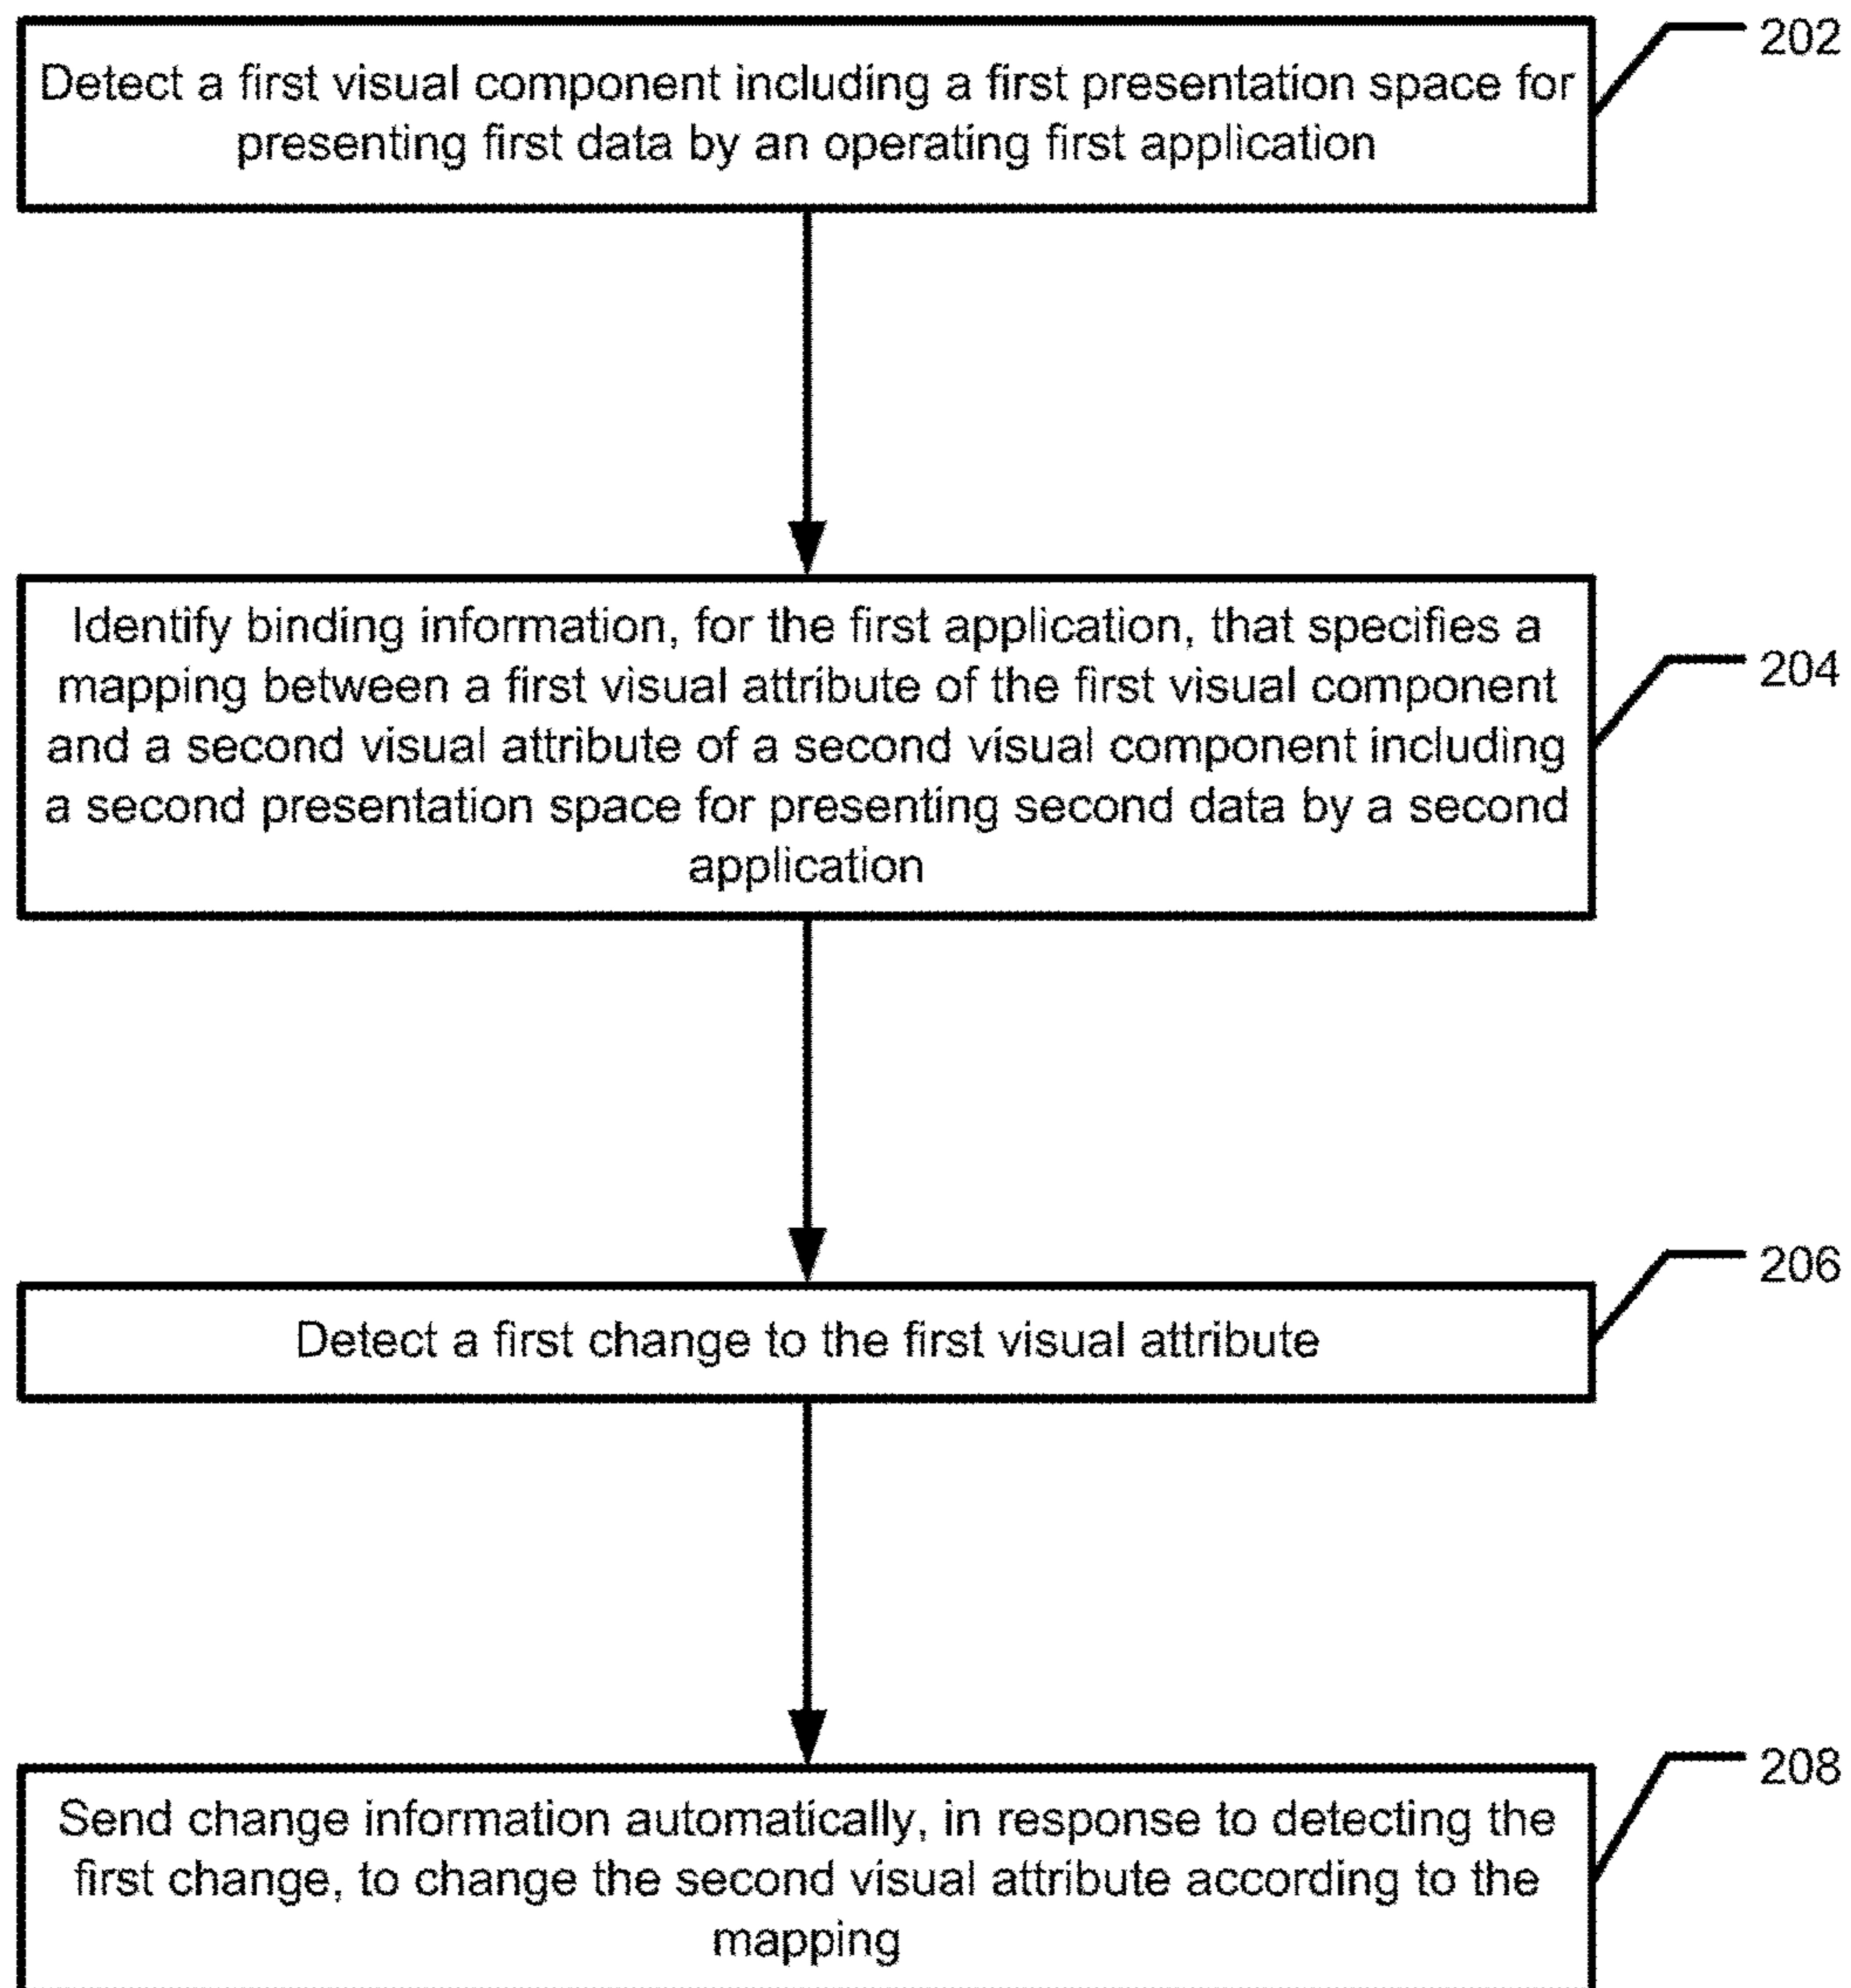 202
Detect a first visual component including a first presentation space for
presenting first data by an operating first application
Identify binding information, for the first application, that specifies a
204
mapping between a first visual attribute of the first visual component
and a second visual attribute of a second visual component including
a second presentation space for presenting second data by a second
application
206
Detect a first change to the first visual attribute
208
Send change information automatically, in response to detecting the
first change, to change the second visual attribute according to the
mapping